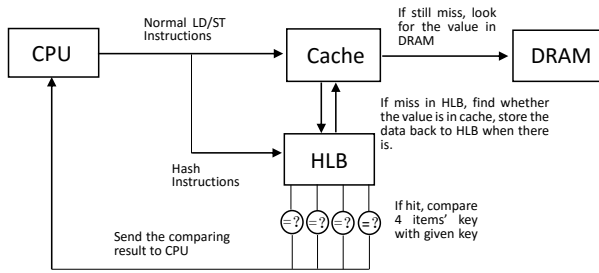 Normal LD/ST
Instructions
If still miss, look
for the value in
DRAM
CPU
Cache
DRAM
If miss in HLB, find whether
the value is in cache, store the
data back to HLB when there
is.
HLB
Hash
Instructions
=? =? =? =?
If hit, compare
4 items' key
with given key
Send the comparing
result to CPU